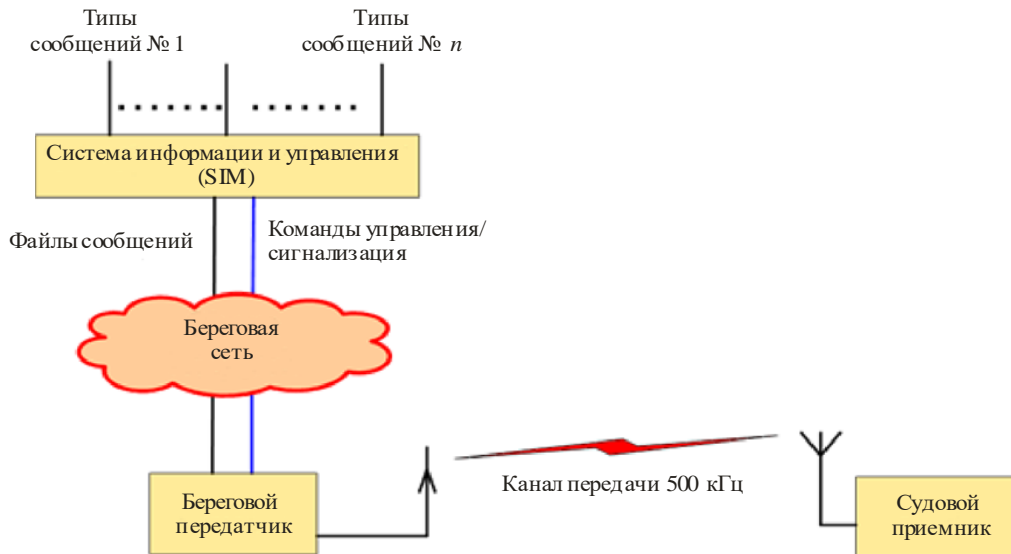 Типы
сообщений № 1
Типы
сообщений № n
Система информации и управления
(SIM)
Файлы сообщений
Команды управления/
сигнализация
Береговая
сеть
Береговой
передатчик
Канал передачи 500 кГц
Судовой
приемник